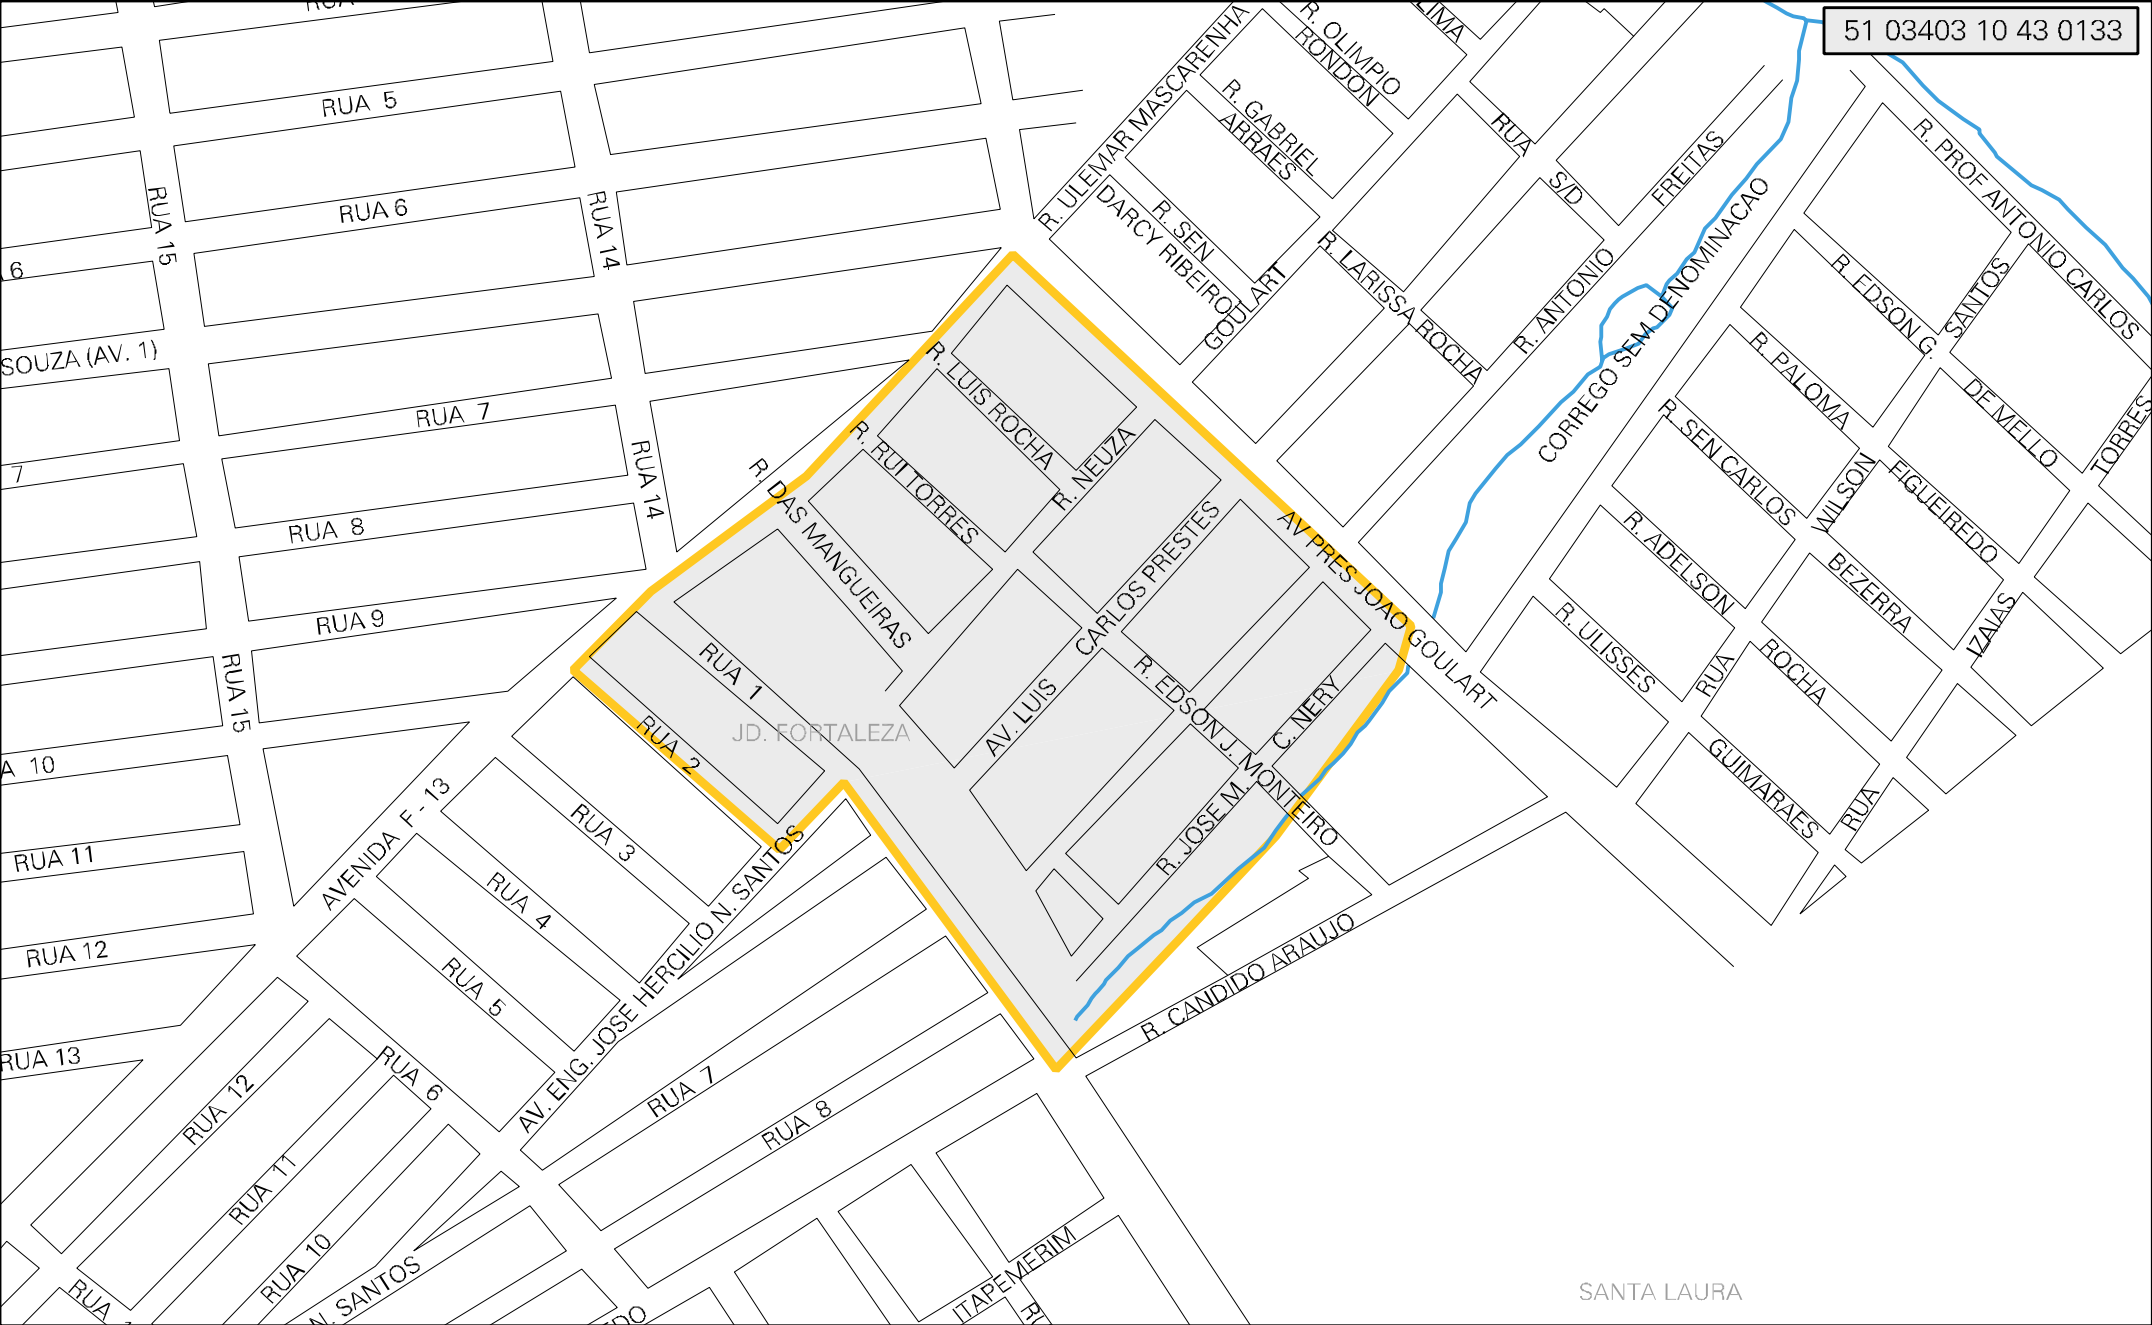 51 03403 10 43 0133
RUA
RUA 5
RUA 15
RUA 6
RUA 14
6
SOUZA (AV. 1)
RUA 7
7
RUA 14
RUA 8
RUA 9
RUA 15
10
RUA 11
RUA 12
RUA 13
AVENIDA F - 13
R. ULEMAR MASCARENHA
R. OLIMPIO
RONDON
LIMA
R. GABRIEL
ARRAES
R. SEN
DARCY RIBEIRO
GOULART
RUA
S/D
R. LARISSA ROCHA
R. ANTONIO
FREITAS
CORREGO SEM DENOMINACAO
R. PROF ANTONIO CARLOS
R. EDSON G.
SANTOS
DE MELLO
TORRES
R. PALOMA
FIGUEIREDO
R. SEN CARLOS
WILSON
BEZERRA
IZAIAS
R. ADELSON
ROCHA
R. ULISSES
RUA
GUIMARAES
RUA
R. LUIS ROCHA
R. RUI TORRES
R. NEUZA
R. DAS MANGUEIRAS
CARLOS PRESTES
AV. LUIS
AV PRES JOAO GOULART
R. EDSON J. MONTEIRO
C. NERY
R. JOSE M.
JD. FORTALEZA
RUA 1
RUA 2
RUA 3
RUA 4
RUA 5
RUA 6
AV. ENG. JOSE HERCILIO N. SANTOS
R. CANDIDO ARAUJO
RUA 7
RUA 8
RUA 12
RUA 11
RUA 10
RUA
N. SANTOS
ITAPEMERIM
SANTA LAURA